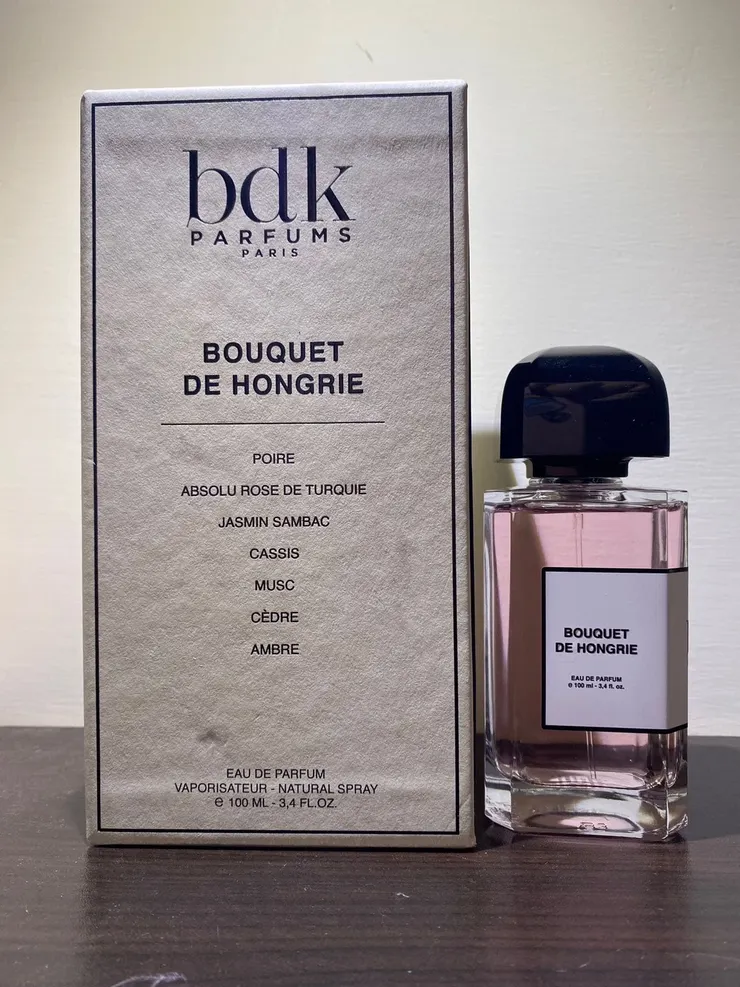 bdk
PARFUMS
PARIS
BOUQUET
DE HONGRIE
POIRE
ABSOLU ROSE DE TURQUIE
JASMIN SAMBAC
CASSIS
MUSC
CÈDRE
AMBRE
EAU DE PARFUM
VAPORISATEUR - NATURAL SPRAY
℮ 100 ML - 3,4 FL.OZ.
BOUQUET
DE HONGRIE
EAU DE PARFUM
℮ 100 ml - 3,4 fl. oz.